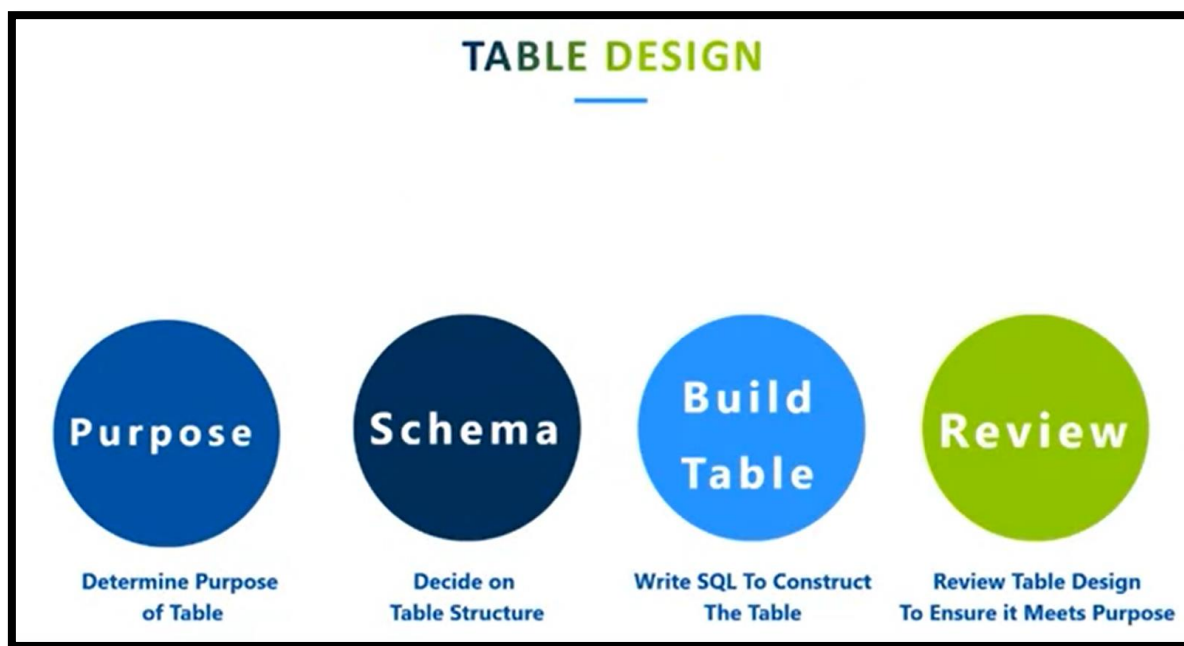 TABLE DESIGN
Purpose
Determine Purpose
of Table
Schema
Decide on
Table Structure
Build
Table
Write SQL To Construct
The Table
Review
Review Table Design
To Ensure it Meets Purpose